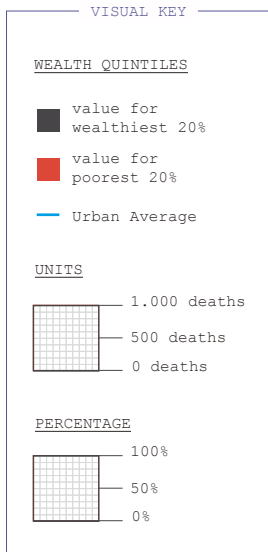 VISUAL KEY
WEALTH QUINTILES
value for
wealthiest 20%
value for
poorest 20%
Urban Average
UNITS
1.000 deaths
500 deaths
0 deaths
PERCENTAGE
100%
50%
0%